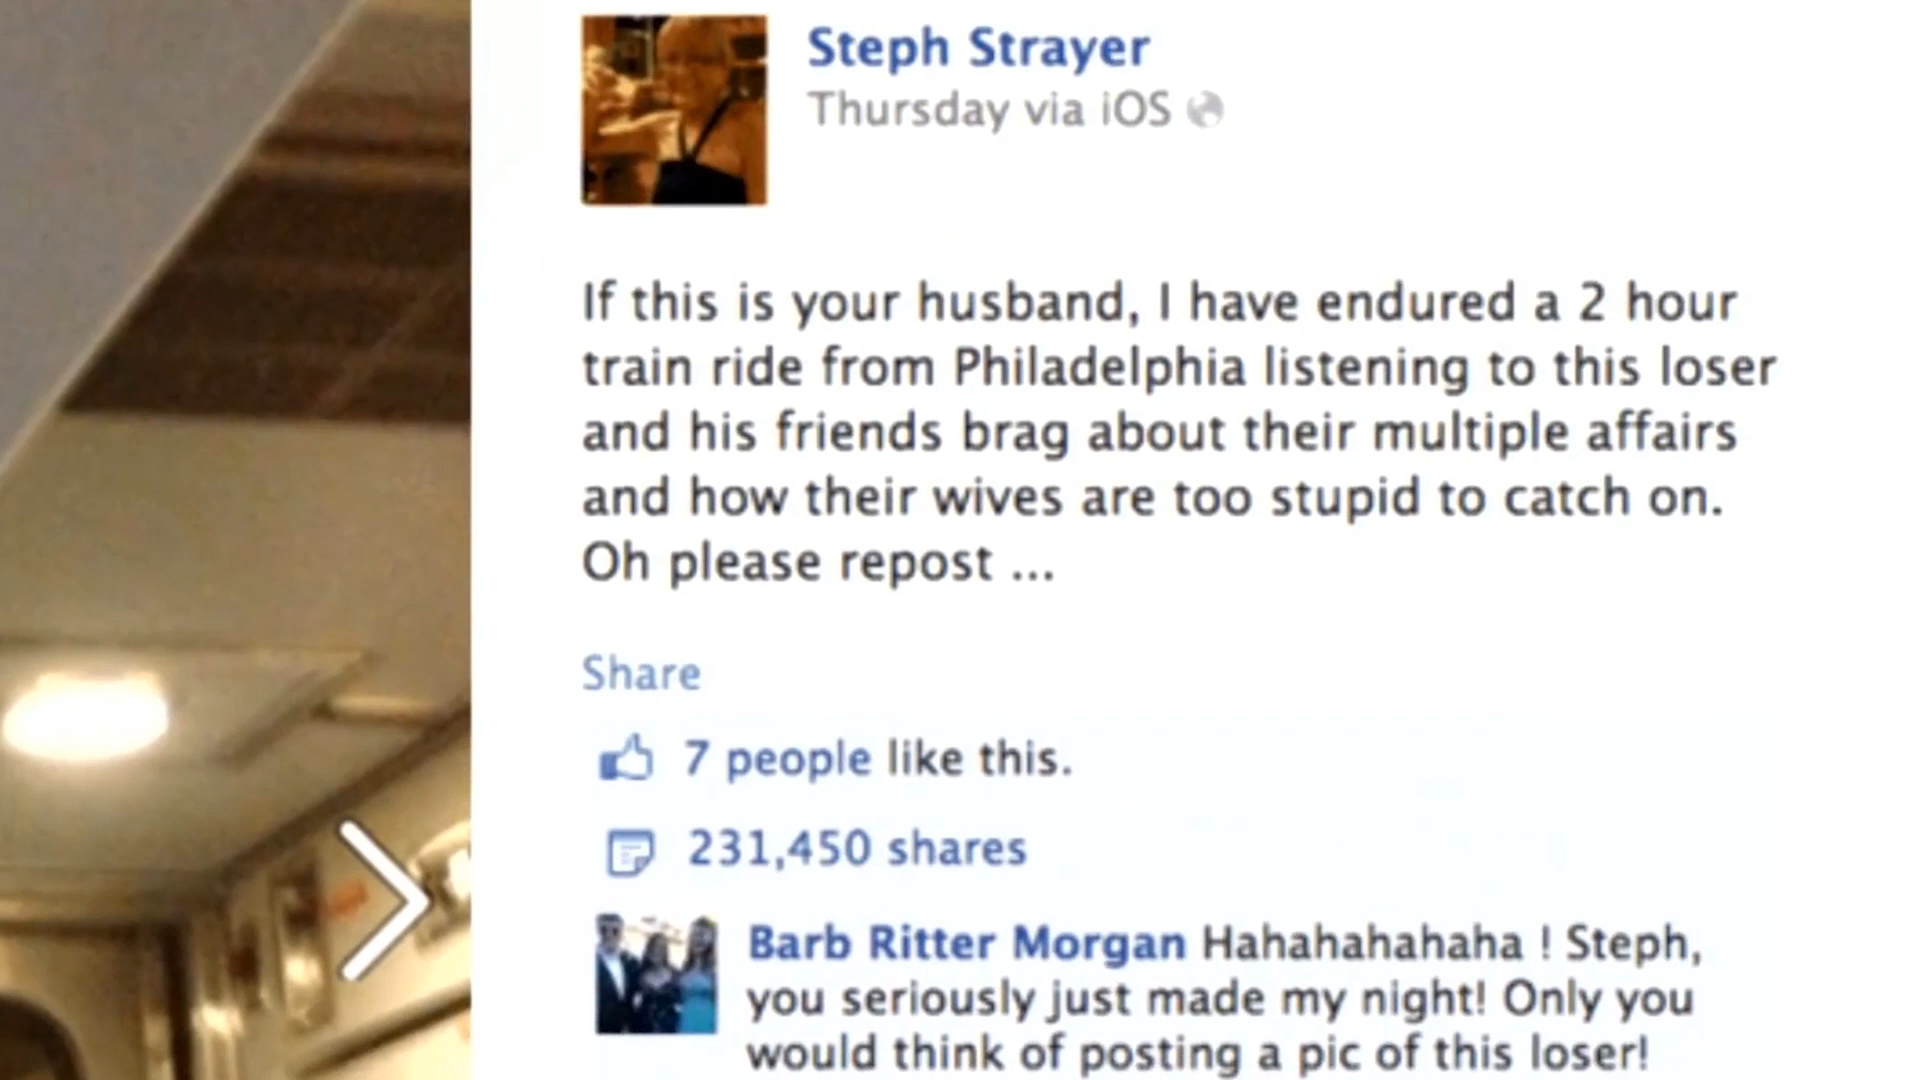 Steph Strayer
Thursday via iOS
If this is your husband, I have endured a 2 hour
train ride from Philadelphia listening to this loser
and his friends brag about their multiple affairs
and how their wives are too stupid to catch on.
Oh please repost ...
Share
7 people like this.
231,450 shares
Barb Ritter Morgan Hahahahahaha ! Steph,
you seriously just made my night! Only you
would think of posting a pic of this loser!